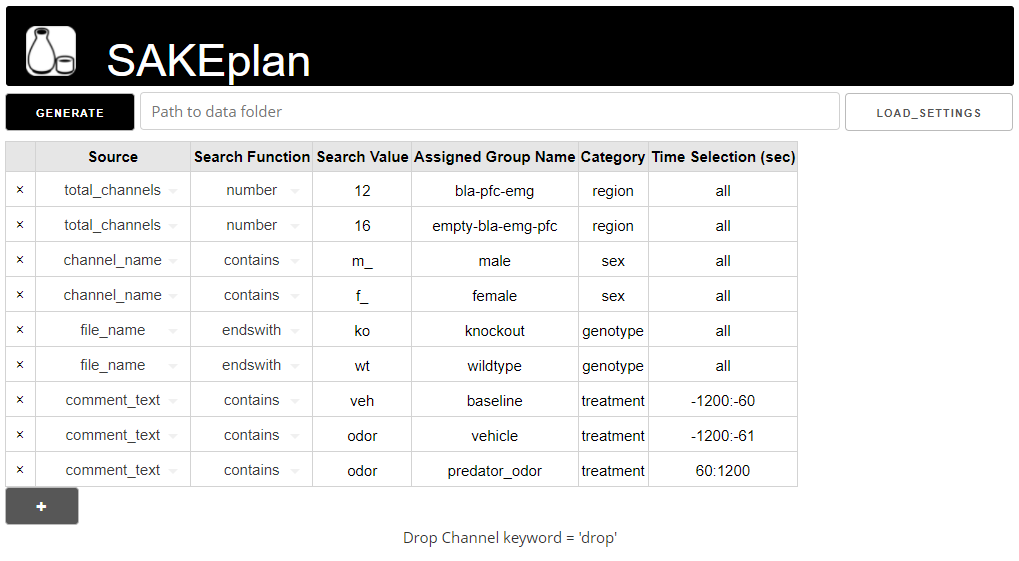 SAKEplan
GENERATE Path to data folder LOAD_SETTINGS
Source Search Function Search Value Assigned Group Name Category Time Selection (sec)
× total_channels number 12 bla-pfc-emg region all
× total_channels number 16 empty-bla-emg-pfc region all
× channel_name contains m_ male sex all
× channel_name contains f_ female sex all
× file_name endswith ko knockout genotype all
× file_name endswith wt wildtype genotype all
× comment_text contains veh baseline treatment -1200:-60
× comment_text contains odor vehicle treatment -1200:-61
× comment_text contains odor predator_odor treatment 60:1200
+
Drop Channel keyword = 'drop'